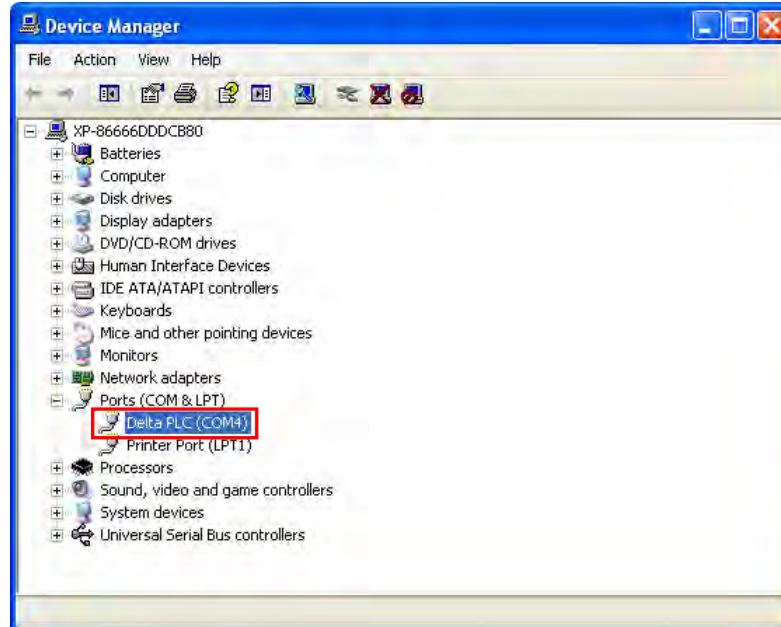 Device Manager
File Action View Help
XP-86666DDDCB80
Batteries
Computer
Disk drives
Display adapters
DVD/CD-ROM drives
Human Interface Devices
IDE ATA/ATAPI controllers
Keyboards
Mice and other pointing devices
Monitors
Network adapters
Ports (COM & LPT)
Delta PLC (COM4)
Printer Port (LPT1)
Processors
Sound, video and game controllers
System devices
Universal Serial Bus controllers